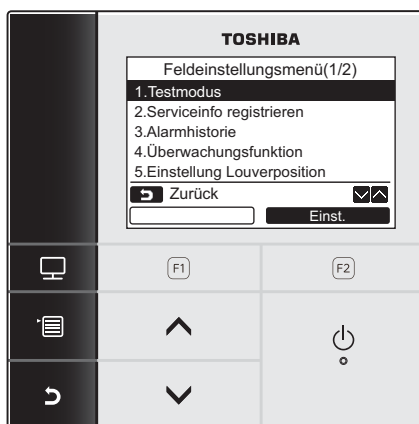 TOSHIBA
Feldeinstellungsmenü(1/2)
1.Testmodus
2.Serviceinfo registrieren
3.Alarmhistorie
4.Überwachungsfunktion
5.Einstellung Louverposition
Zurück
Einst.
F1 F2